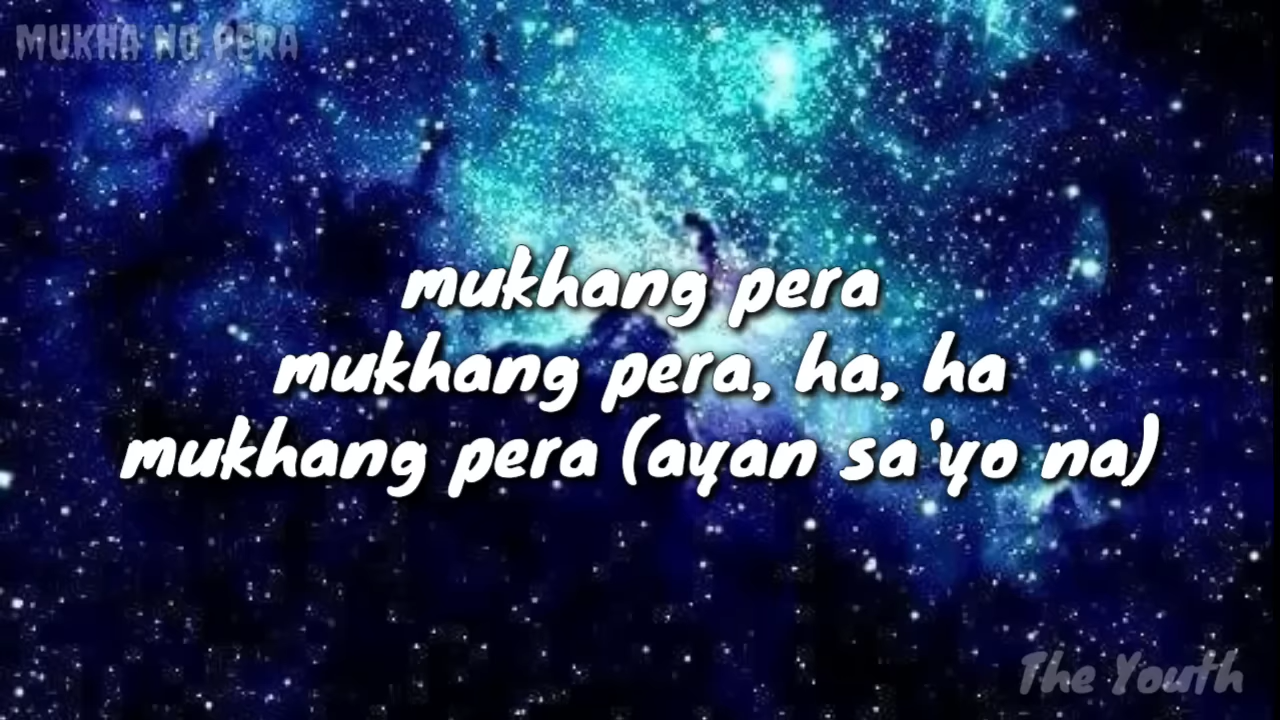 MUKHA NG PERA
mukhang pera
mukhang pera, ha, ha
mukhang pera (ayan sa'yo na)
The Youth